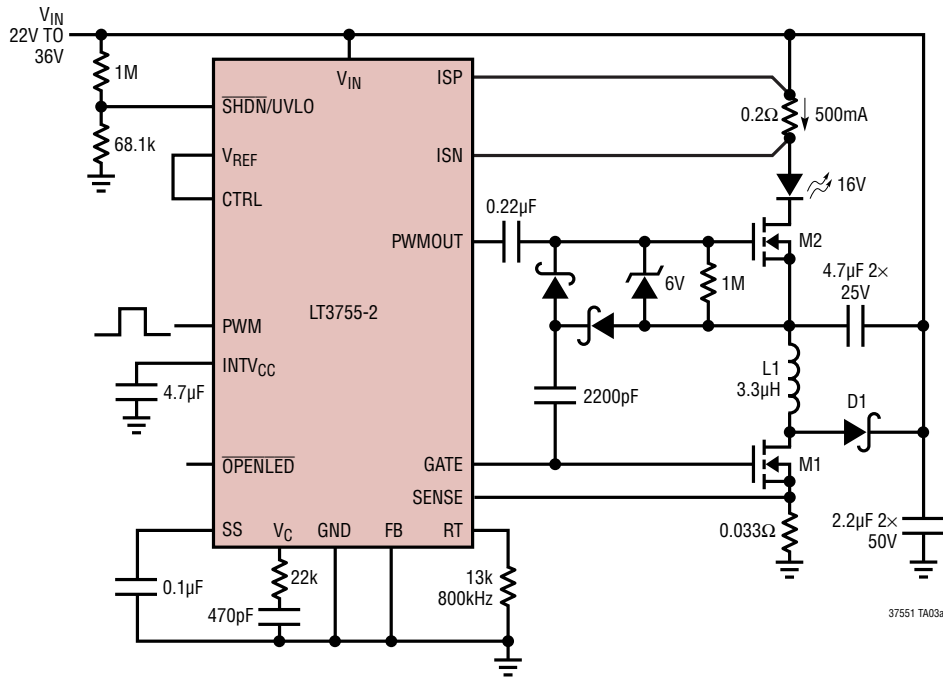 VIN
22V TO
36V
1M
68.1k
VIN
ISP
SHDN/UVLO
0.2Ω
500mA
VREF
ISN
CTRL
16V
0.22µF
PWMOUT
M2
6V
1M
4.7µF 2×
25V
LT3755-2
PWM
INTVCC
4.7µF
L1
3.3µH
2200pF
D1
OPENLED
GATE
M1
SENSE
SS
VC
GND
FB
RT
0.033Ω
2.2µF 2×
50V
0.1µF
22k
470pF
13k
800kHz
37551 TA03a